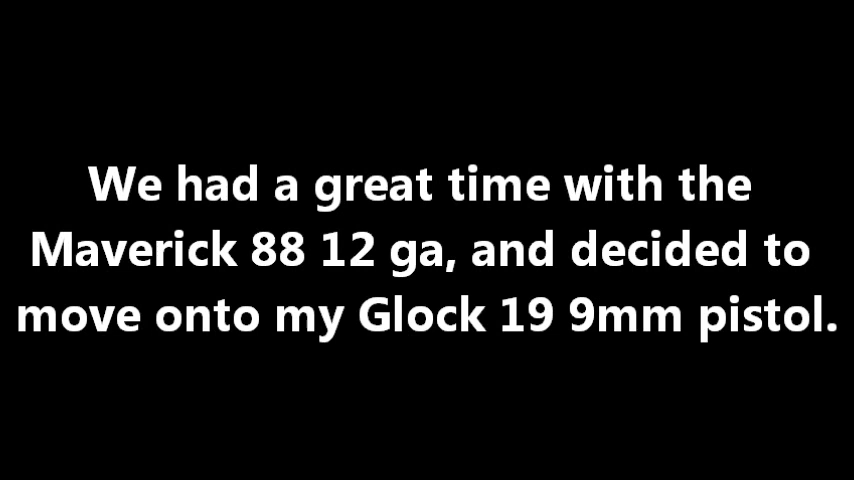 We had a great time with the
Maverick 88 12 ga, and decided to
move onto my Glock 19 9mm pistol.